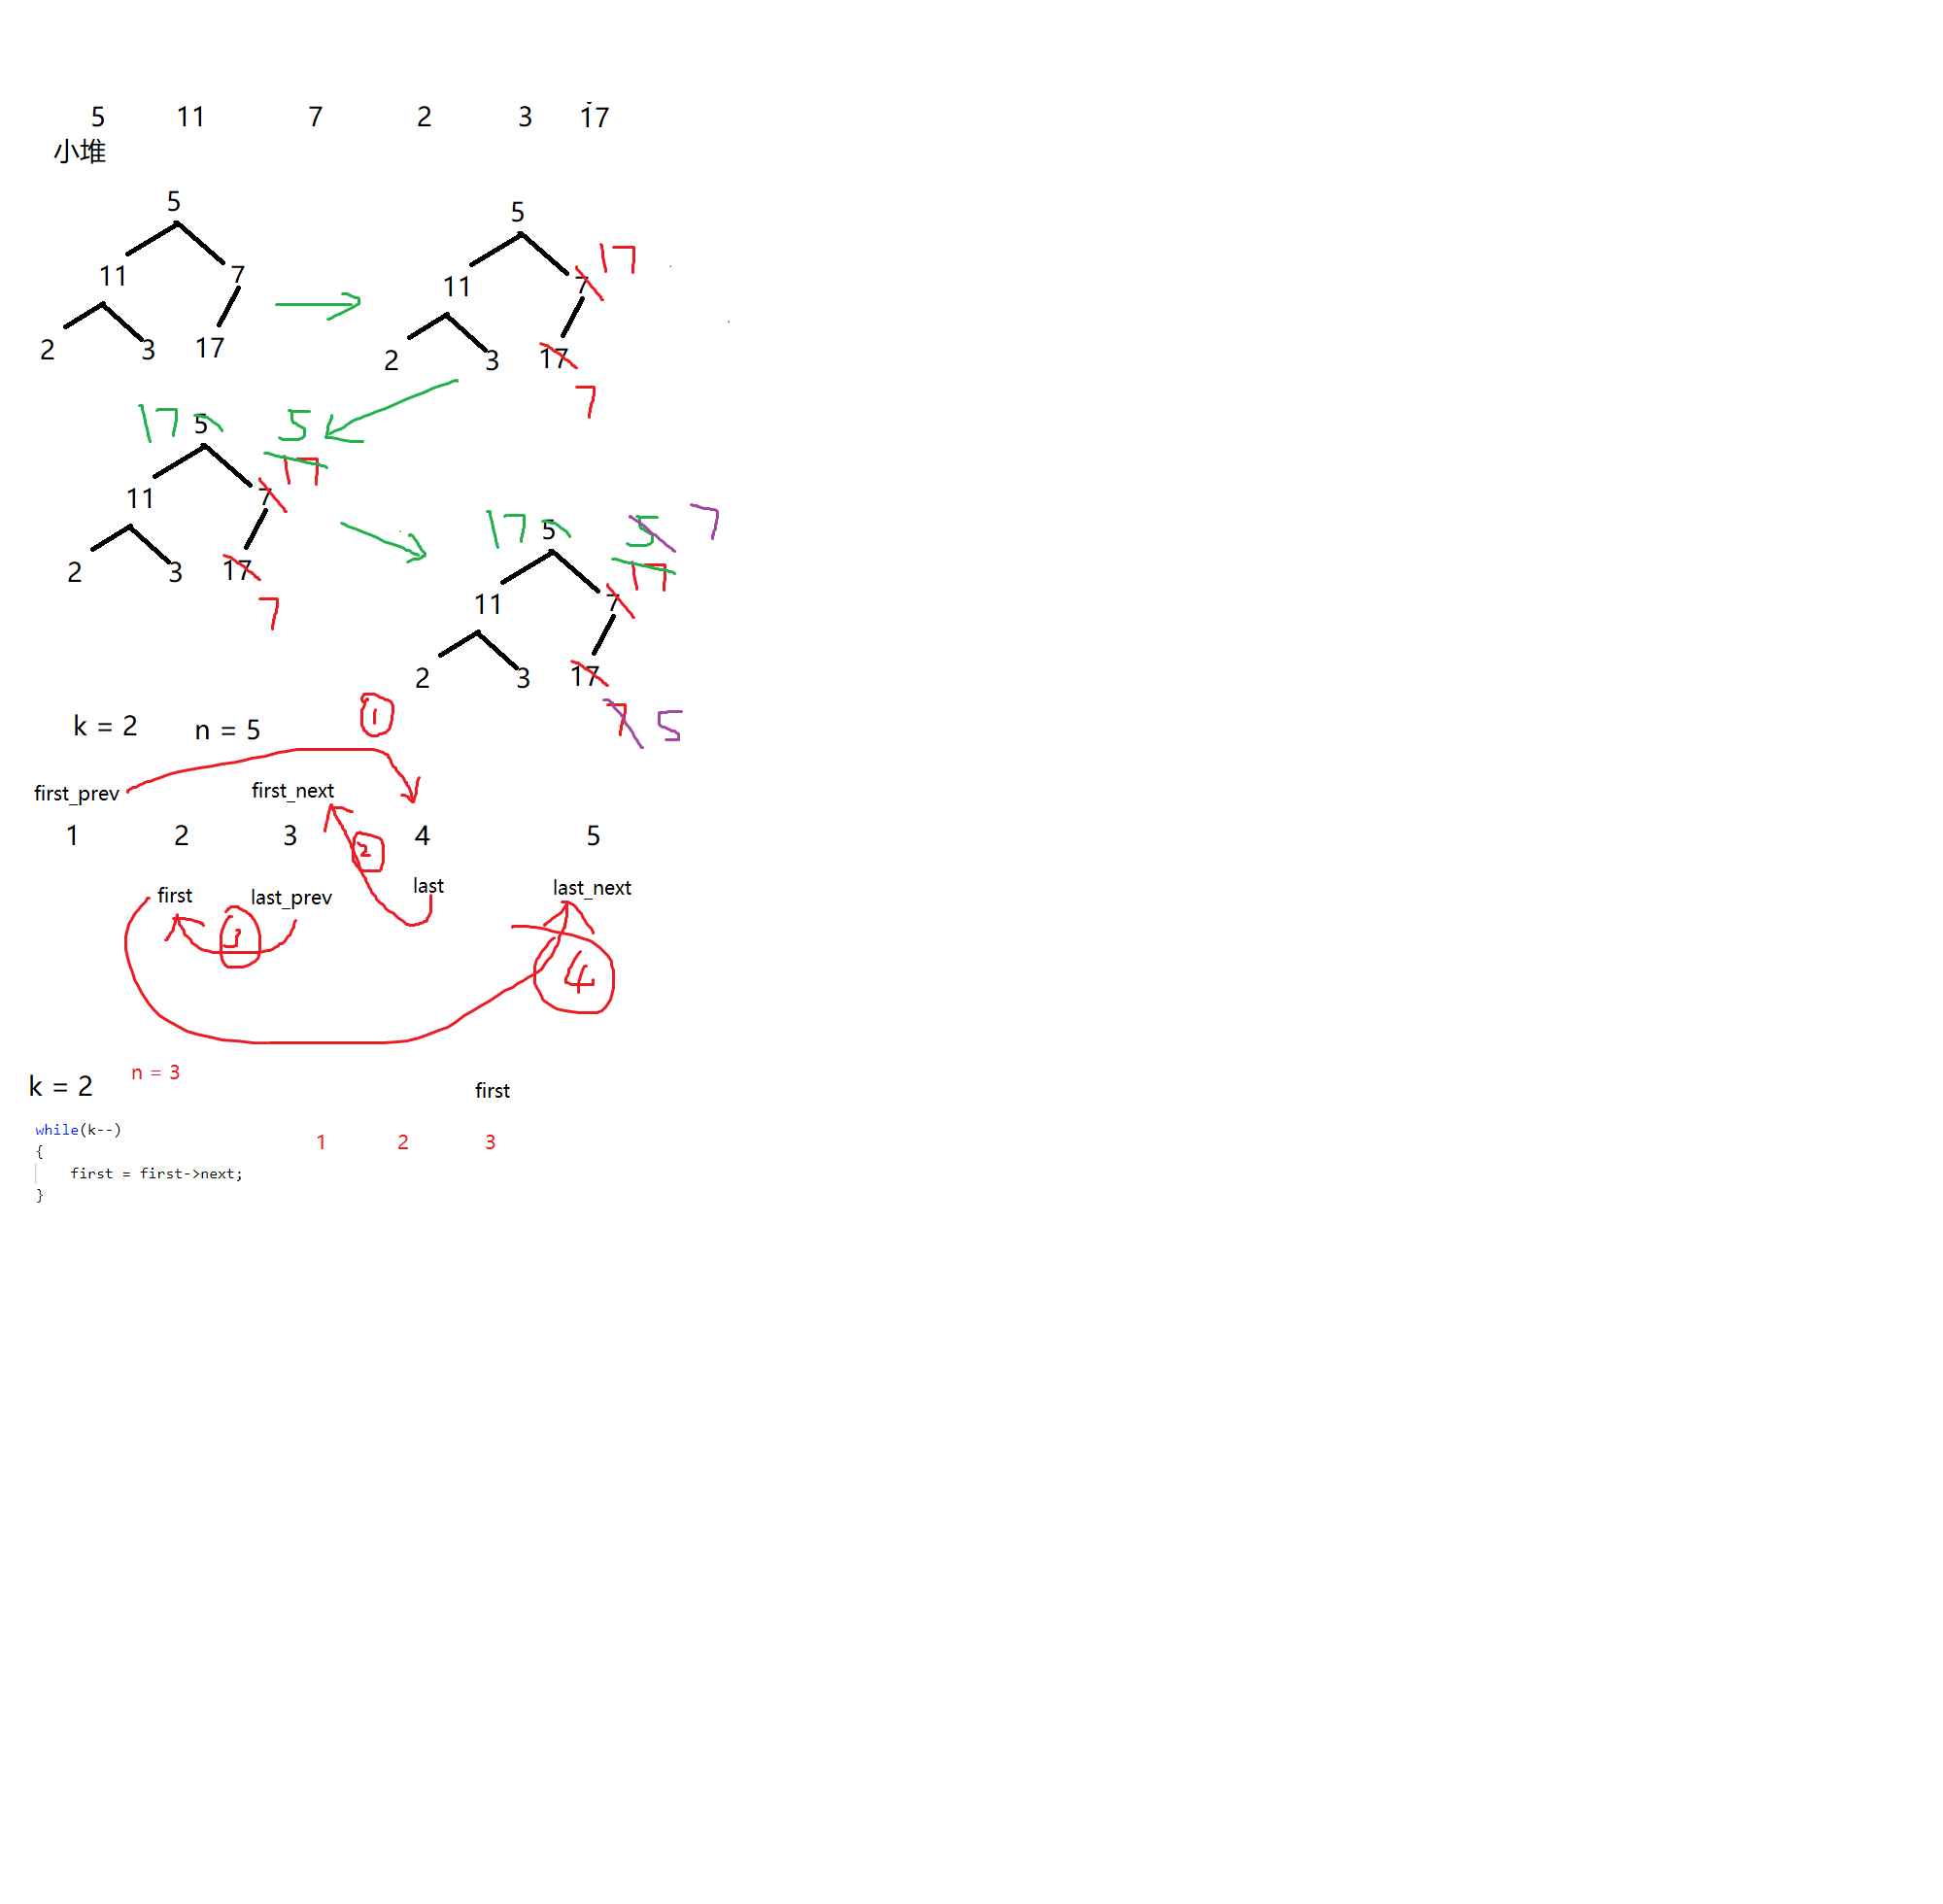 5 11 7 2 3 17
小堆
5
5
17
11
7
11
7
2
3
17
2
3
17
7
17
5
5
17
11
7
17
5
5
7
17
2
3
17
11
7
7
2
3
17
7
5
①
k = 2
n = 5
first_prev
first_next
1 2 3 4 5
②
first
last_prev
last
last_next
3
4
k = 2
n = 3
first
while(k--)
1 2 3
{
first = first->next;
}